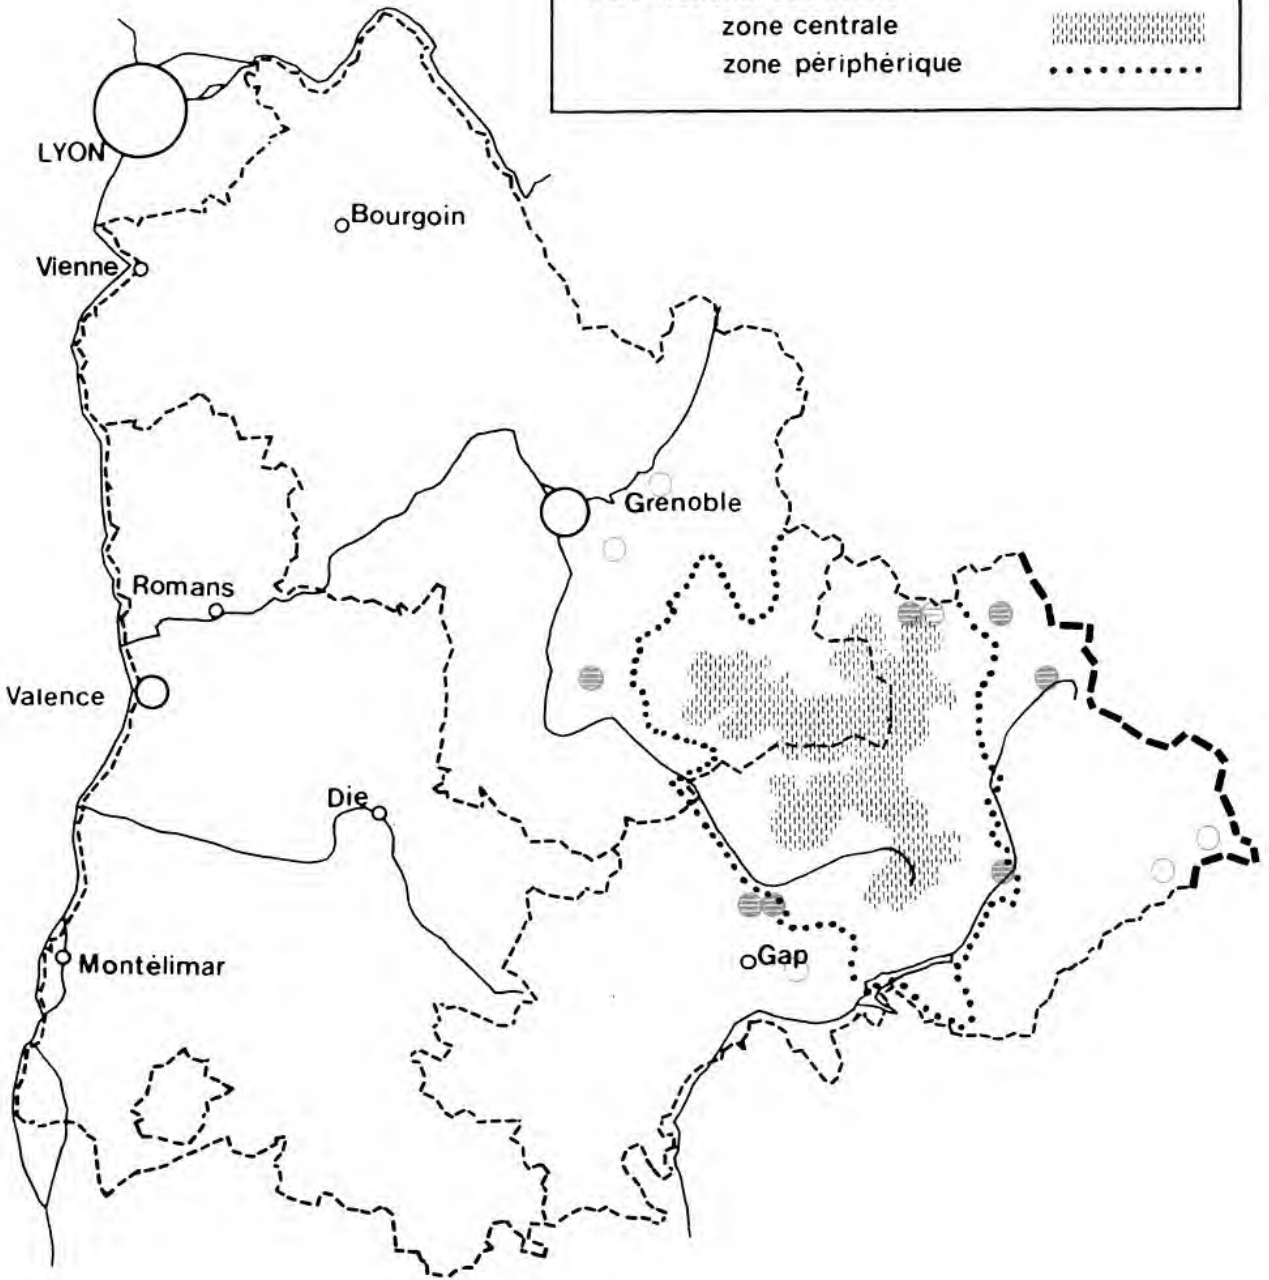 zone centrale
zone périphérique
LYON
Bourgoin
Vienne
Grenoble
Romans
Valence
Die
Gap
Montélimar